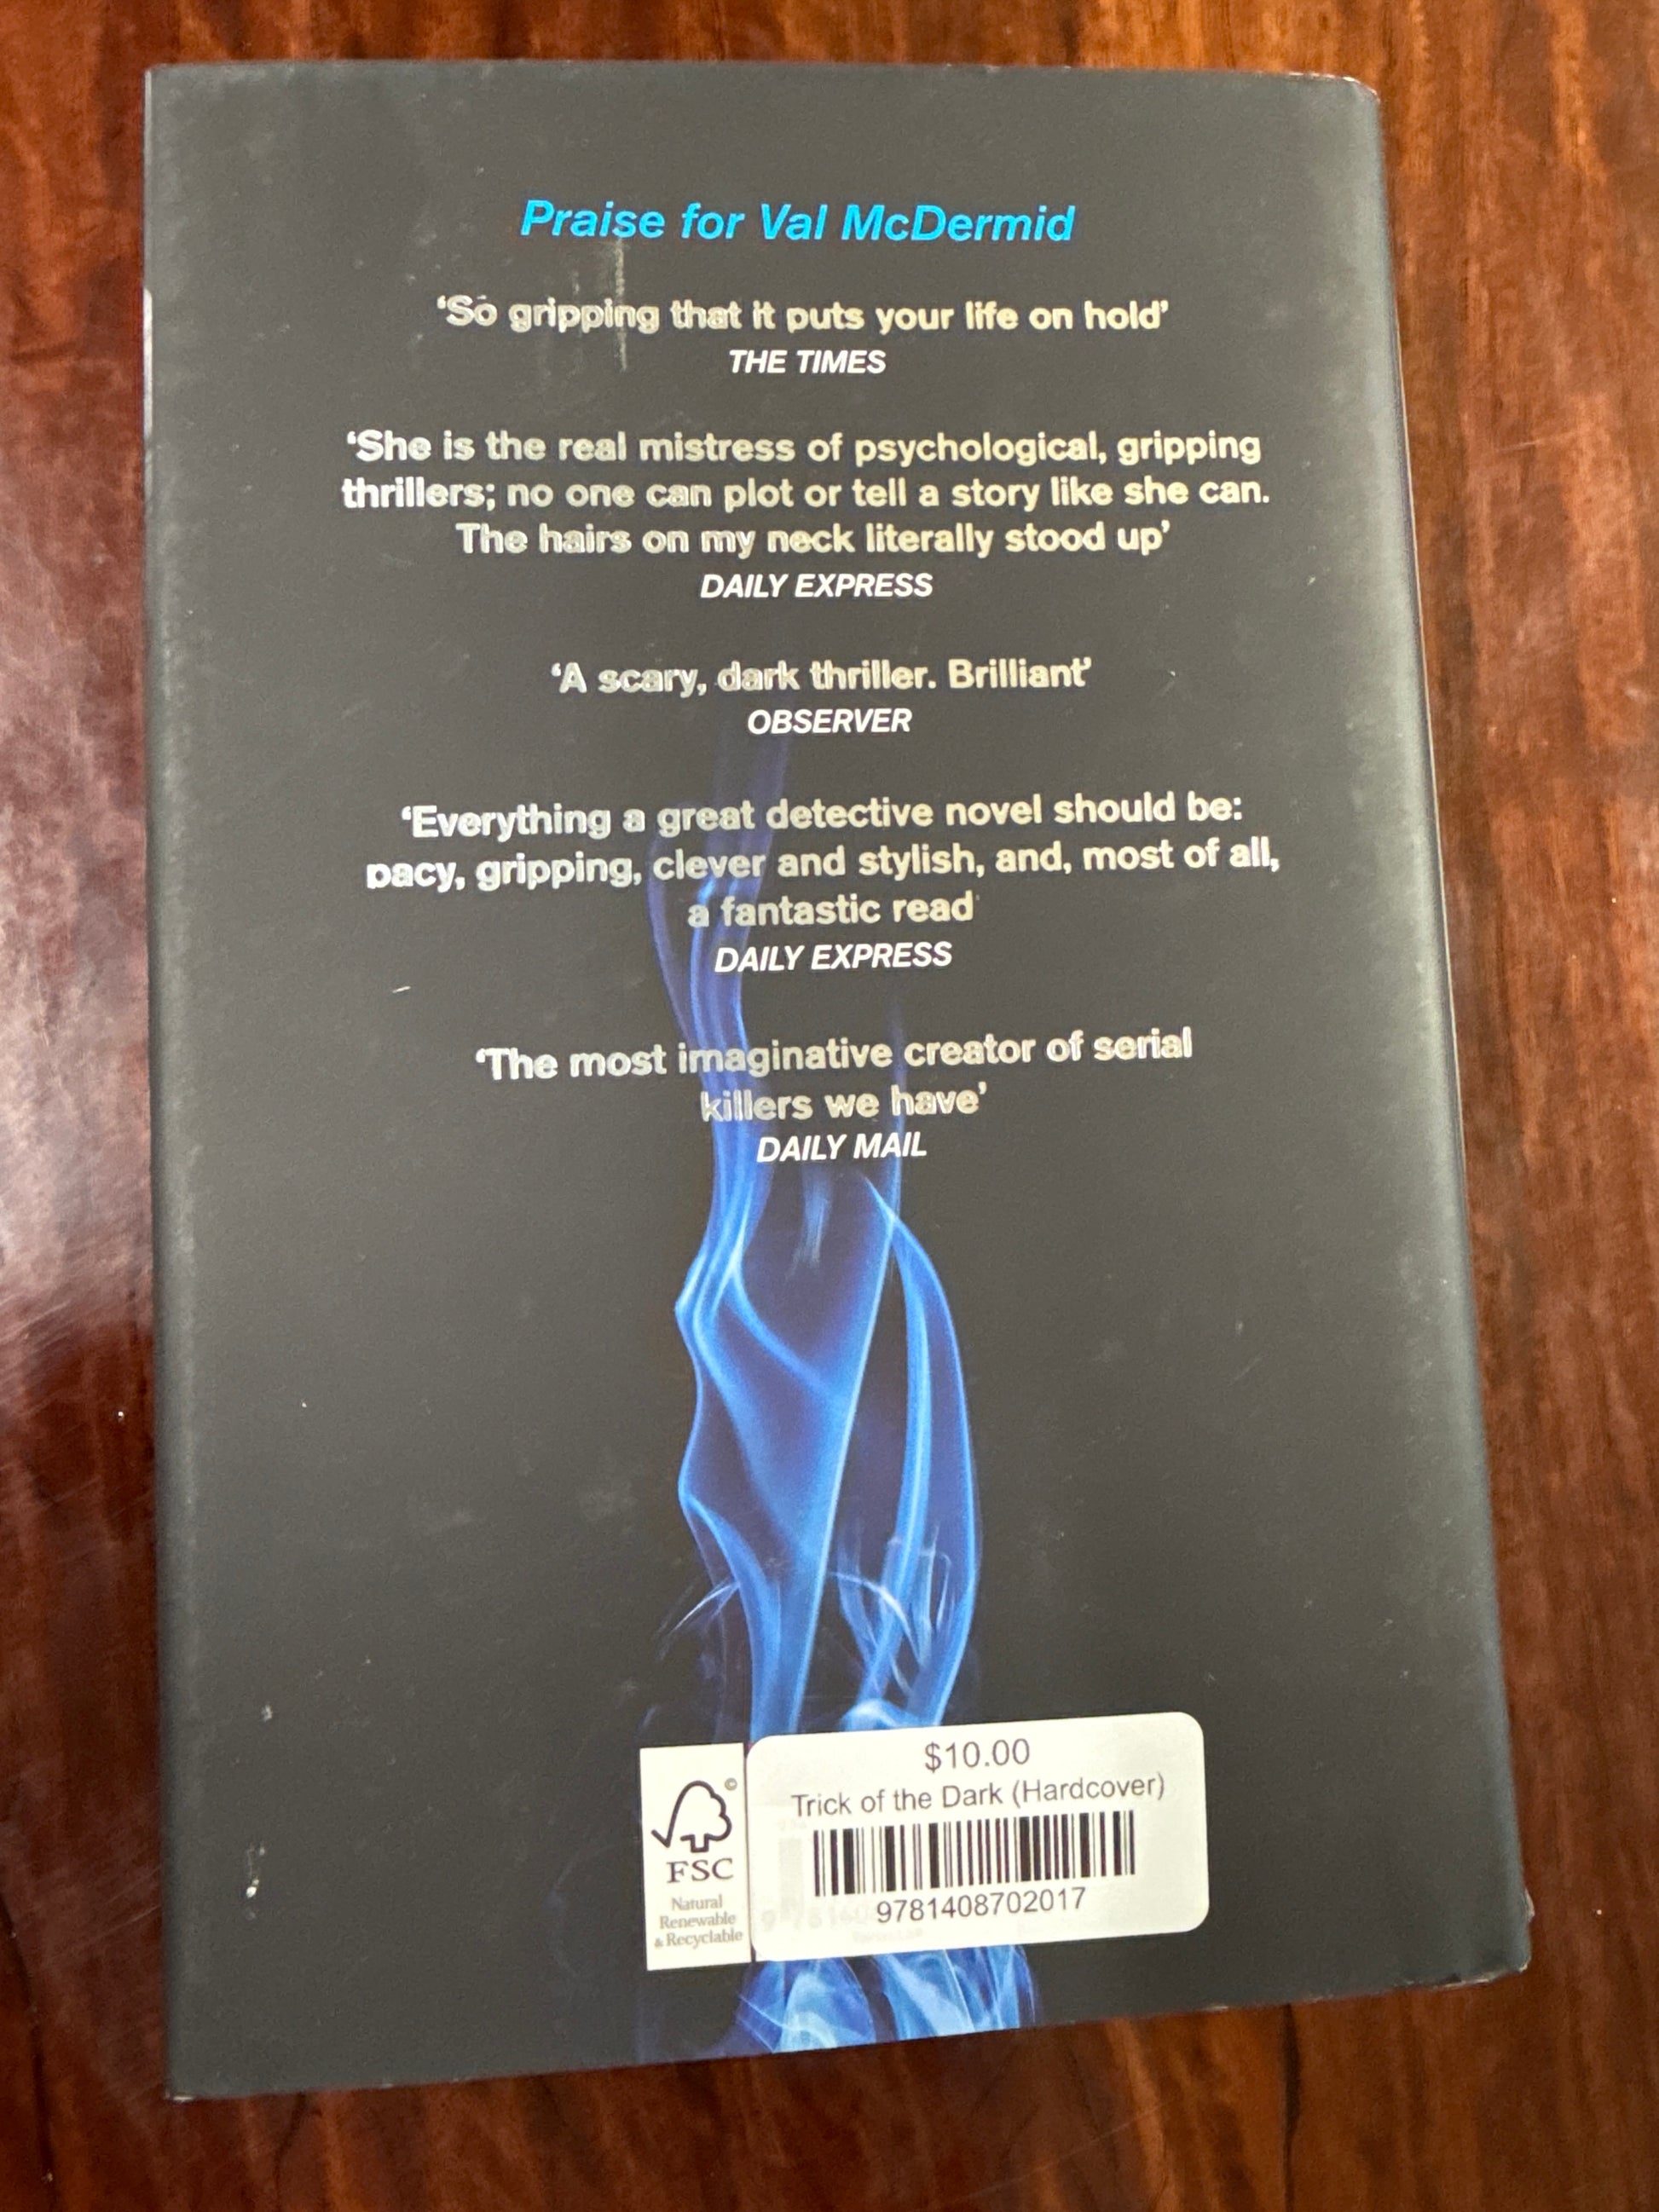 Praise for Val McDermid
‘So gripping that it puts your life on hold’
THE TIMES
‘She is the real mistress of psychological, gripping
thrillers; no one can plot or tell a story like she can.
The hairs on my neck literally stood up’
DAILY EXPRESS
‘A scary, dark thriller. Brilliant’
OBSERVER
‘Everything a great detective novel should be:
pacy, gripping, clever and stylish, and, most of all,
a fantastic read’
DAILY EXPRESS
‘The most imaginative creator of serial
killers we have’
DAILY MAIL
$10.00
Trick of the Dark (Hardcover)
9781408702017
©
FSC
Natural
Renewable
& Recyclable